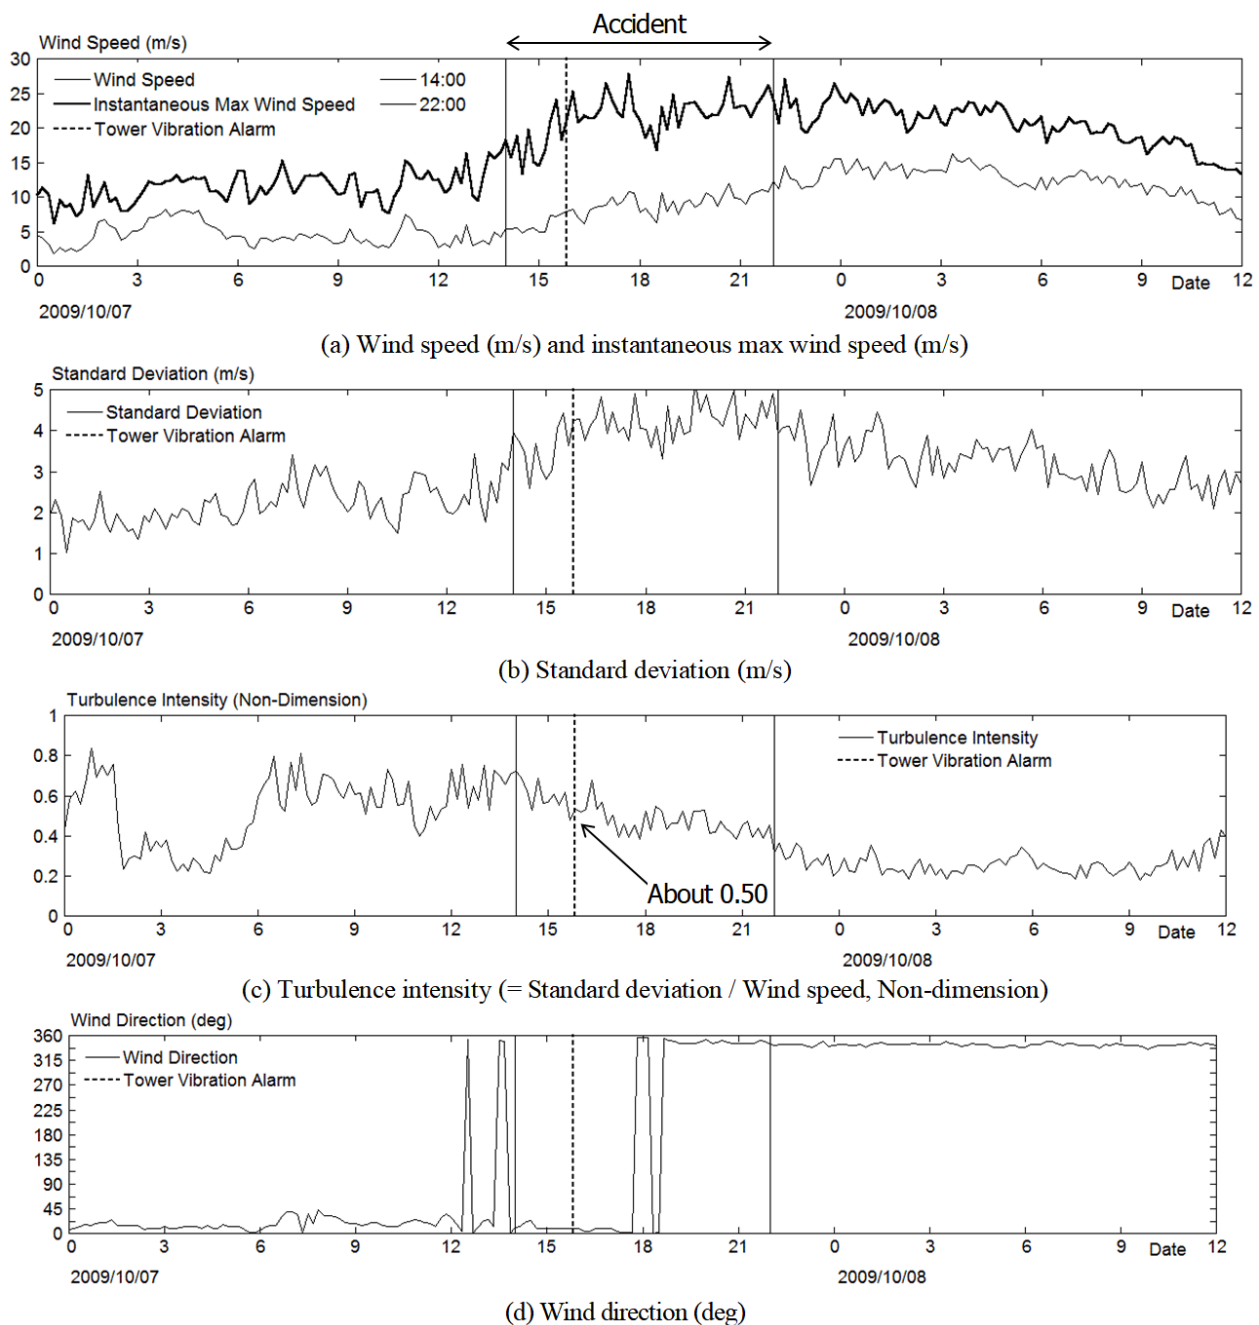 Accident
Wind Speed (m/s)
30
25
20
15
10
5
0
Wind Speed
14:00
Instantaneous Max Wind Speed
22:00
Tower Vibration Alarm
0 3 6 9 12 15 18 21 0 3 6 9 Date 12
2009/10/07 2009/10/08
(a) Wind speed (m/s) and instantaneous max wind speed (m/s)
Standard Deviation (m/s)
5
4
3
2
1
0
Standard Deviation
Tower Vibration Alarm
0 3 6 9 12 15 18 21 0 3 6 9 Date 12
2009/10/07 2009/10/08
(b) Standard deviation (m/s)
Turbulence Intensity (Non-Dimension)
1
0.8
0.6
0.4
0.2
0
Turbulence Intensity
Tower Vibration Alarm
About 0.50
0 3 6 9 12 15 18 21 0 3 6 9 Date 12
2009/10/07 2009/10/08
(c) Turbulence intensity (= Standard deviation / Wind speed, Non-dimension)
Wind Direction (deg)
360
315
270
225
180
135
90
45
0
Wind Direction
Tower Vibration Alarm
0 3 6 9 12 15 18 21 0 3 6 9 Date 12
2009/10/07 2009/10/08
(d) Wind direction (deg)